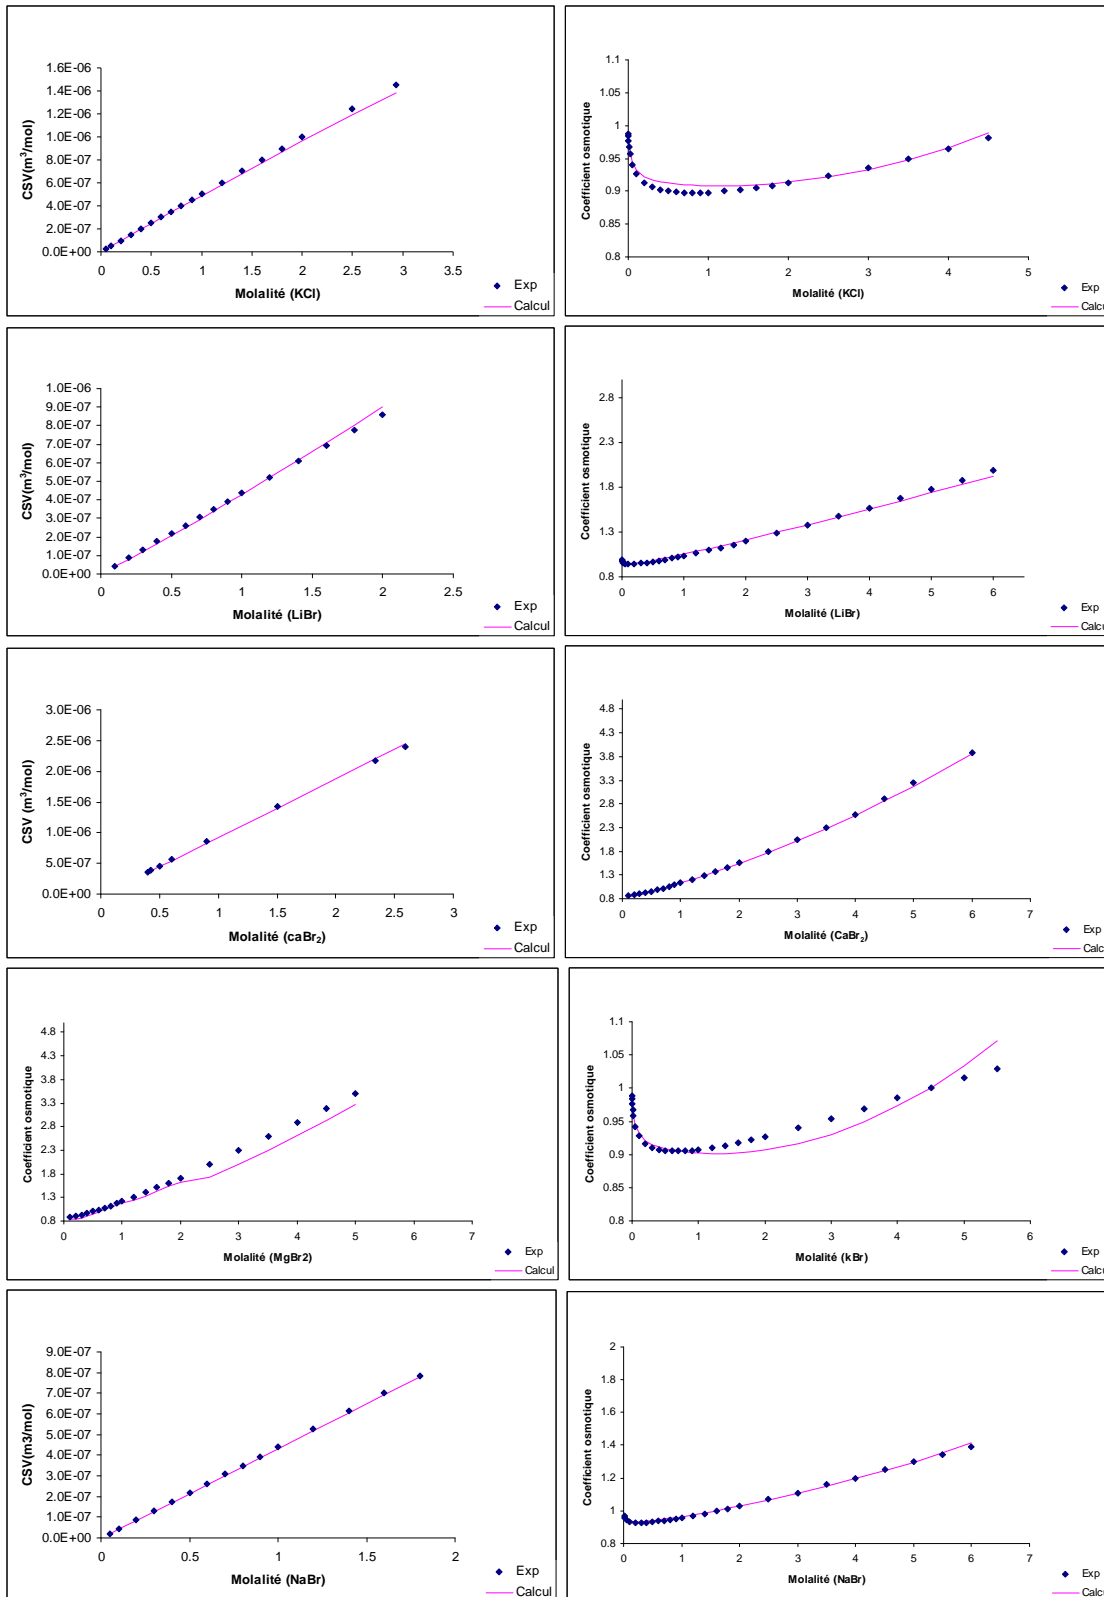 CSV(m³/mol)
1.6E-06
1.4E-06
1.2E-06
1.0E-06
8.0E-07
6.0E-07
4.0E-07
2.0E-07
0.0E+00
0 0.5 1 1.5 2 2.5 3 3.5
Molalité (KCl)
Exp
Calcul
Coefficient osmotique
1.1
1.05
1
0.95
0.9
0.85
0.8
0 1 2 3 4 5
Molalité (KCl)
Exp
Calcu
CSV(m³/mol)
1.0E-06
9.0E-07
8.0E-07
7.0E-07
6.0E-07
5.0E-07
4.0E-07
3.0E-07
2.0E-07
1.0E-07
0.0E+00
0 0.5 1 1.5 2 2.5
Molalité (LiBr)
Exp
Calcul
Coefficient osmotique
2.8
2.3
1.8
1.3
0.8
0 1 2 3 4 5 6
Molalité (LiBr)
Exp
Calcu
CSV (m³/mol)
3.0E-06
2.5E-06
2.0E-06
1.5E-06
1.0E-06
5.0E-07
0.0E+00
0 0.5 1 1.5 2 2.5 3
Molalité (caBr₂)
Exp
Calcul
Coefficient osmotique
4.8
4.3
3.8
3.3
2.8
2.3
1.8
1.3
0.8
0 1 2 3 4 5 6 7
Molalité (CaBr₂)
Exp
Calcu
Coefficient osmotique
4.8
4.3
3.8
3.3
2.8
2.3
1.8
1.3
0.8
0 1 2 3 4 5 6 7
Molalité (MgBr2)
Exp
Calcul
Coefficient osmotique
1.1
1.05
1
0.95
0.9
0.85
0.8
0 1 2 3 4 5 6
Molalité (kBr)
Exp
Calcu
CSV(m3/mol)
9.0E-07
8.0E-07
7.0E-07
6.0E-07
5.0E-07
4.0E-07
3.0E-07
2.0E-07
1.0E-07
0.0E+00
0 0.5 1 1.5 2
Molalité (NaBr)
Exp
Calcul
Coefficient osmotique
2
1.8
1.6
1.4
1.2
1
0.8
0 1 2 3 4 5 6 7
Molalité (NaBr)
Exp
Calcu